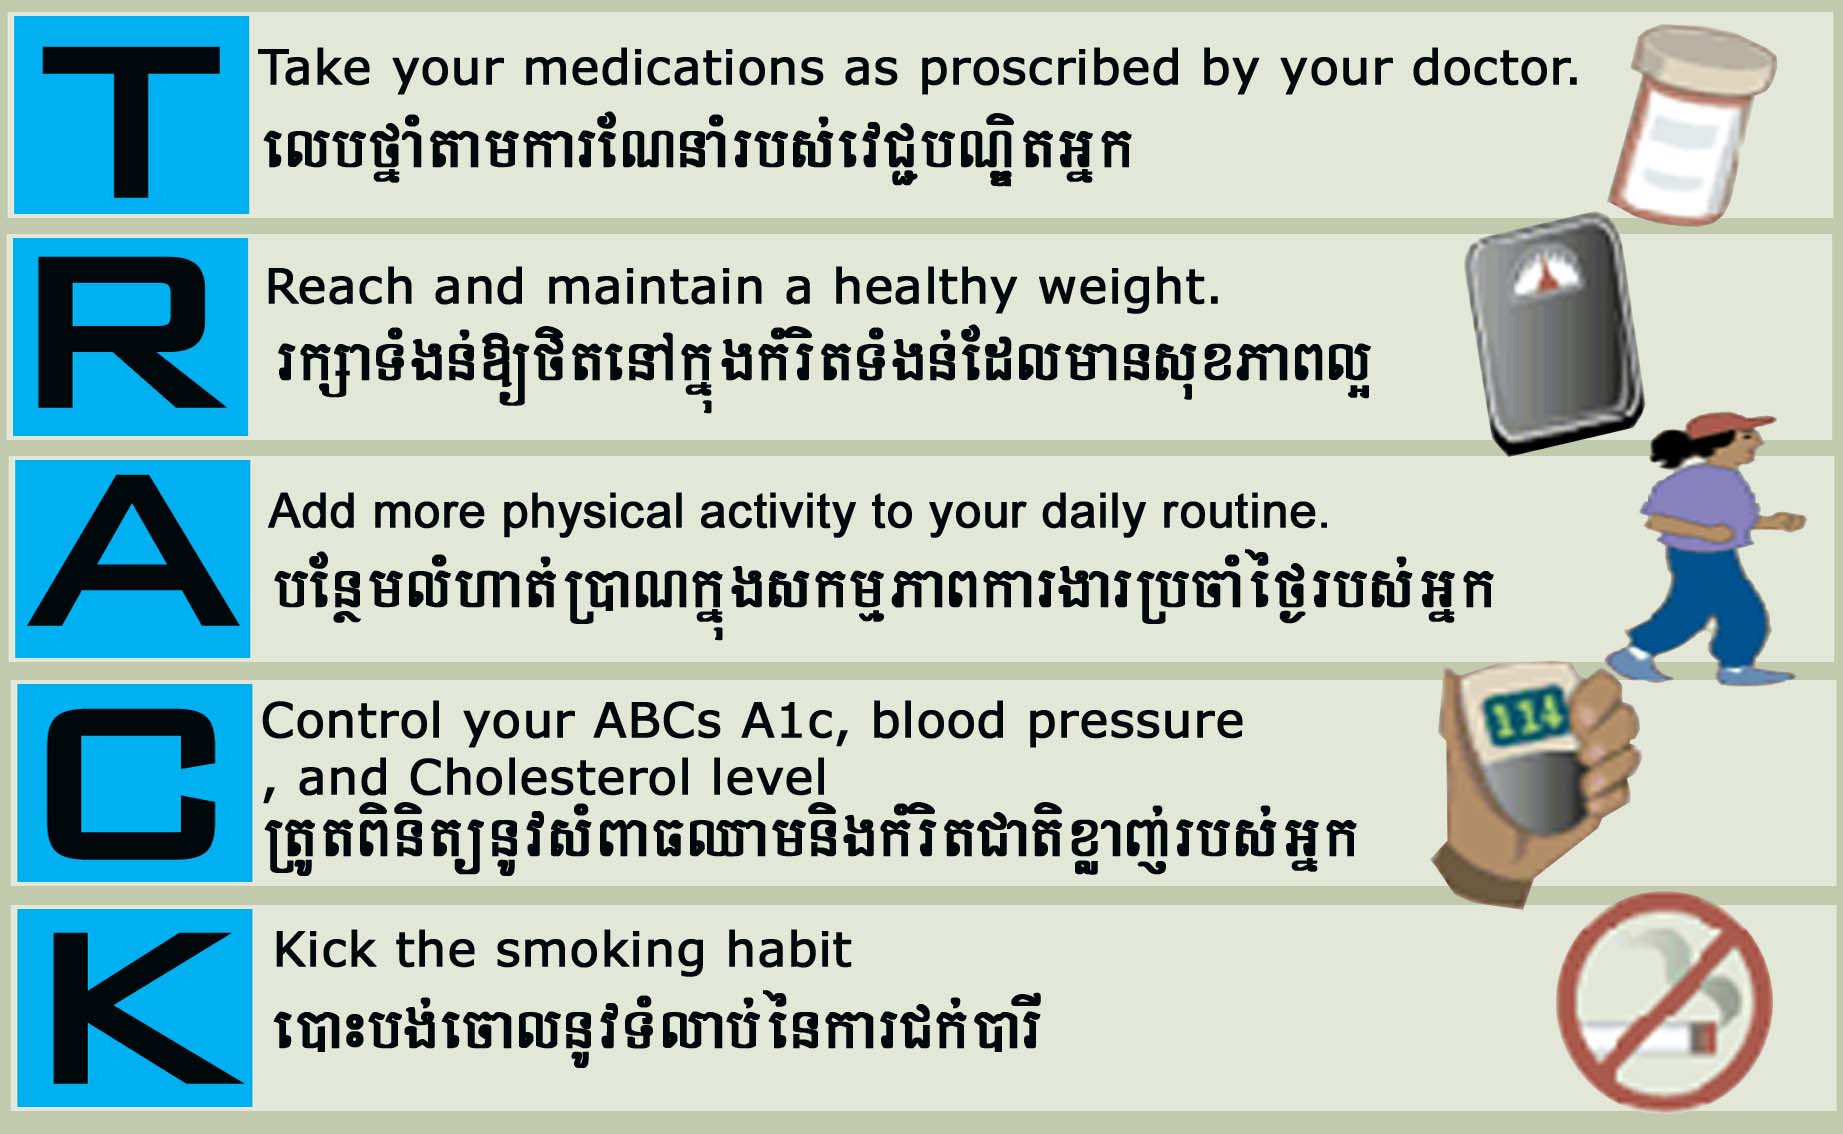 T
Take your medications as proscribed by your doctor.
លេបថ្នាំតាមការណែនាំរបស់វេជ្ជបណ្ឌិតអ្នក
R
Reach and maintain a healthy weight.
រក្សាទំងន់ឱ្យថិតនៅក្នុងកំរិតទំងន់ដែលមានសុខភាពល្អ
A
Add more physical activity to your daily routine.
បន្ថែមលំហាត់ប្រាណក្នុងសកម្មភាពការងារប្រចាំថ្ងៃរបស់អ្នក
C
Control your ABCs A1c, blood pressure
, and Cholesterol level
ត្រួតពិនិត្យនូវសំពាធឈាមនិងកំរិតជាតិខ្លាញ់របស់អ្នក
114
K
Kick the smoking habit
បោះបង់ចោលនូវទំលាប់នៃការជក់បារី